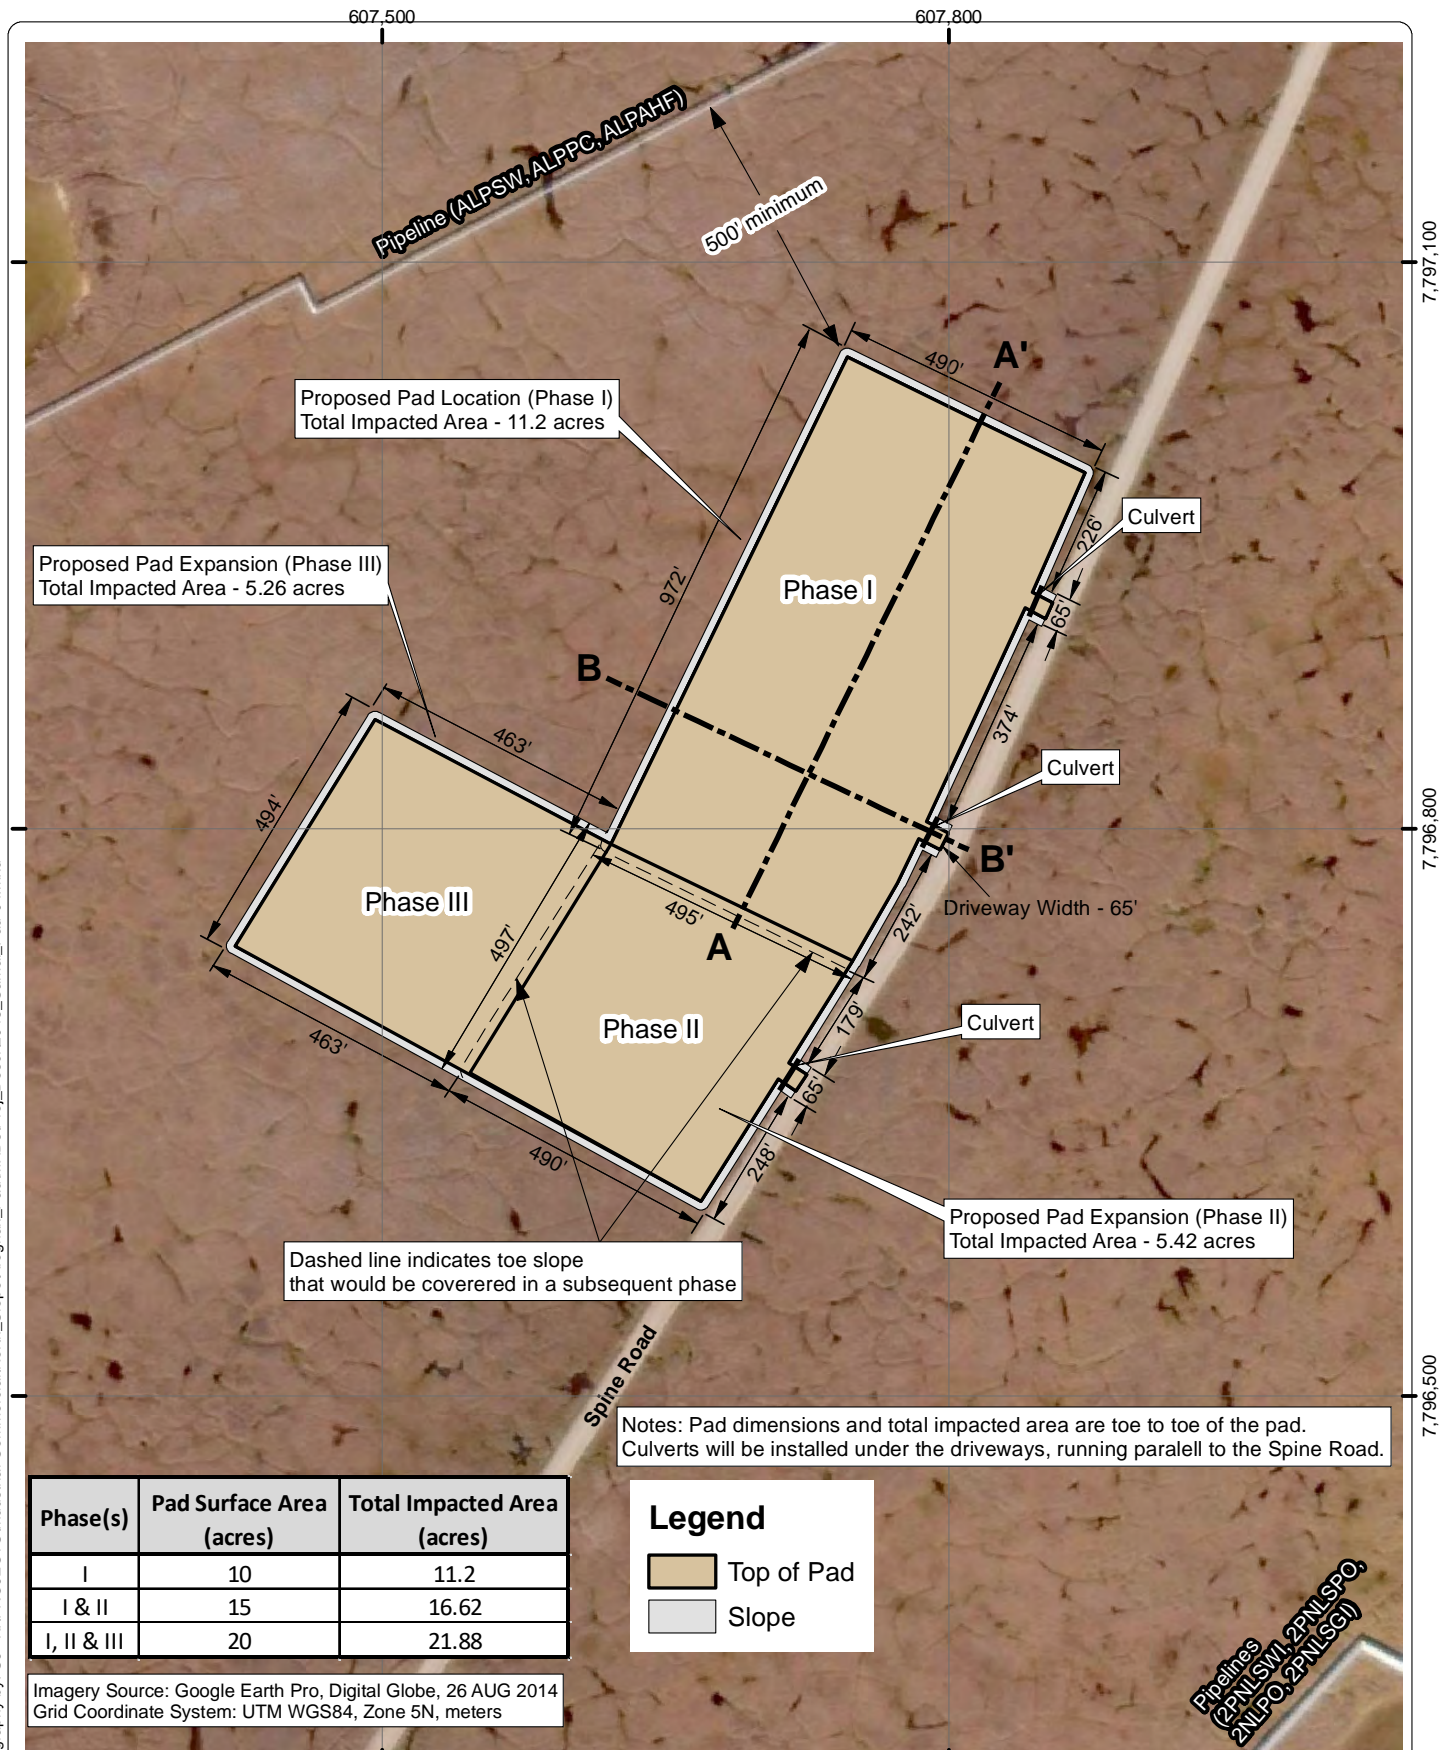 607,500
607,800
Pipeline (ALPSW, ALPPC, ALPAHF)
500' minimum
7,797,100
490'
A'
Proposed Pad Location (Phase I)
Total Impacted Area - 11.2 acres
226'
Culvert
Proposed Pad Expansion (Phase III)
Total Impacted Area - 5.26 acres
972'
Phase I
65'
B
463'
374'
Culvert
494'
7,796,800
B'
Phase III
495'
242'
Driveway Width - 65'
497'
A
Phase II
179'
Culvert
463'
65'
490'
248'
Proposed Pad Expansion (Phase II)
Total Impacted Area - 5.42 acres
Dashed line indicates toe slope
that would be coverered in a subsequent phase
Spine Road
7,796,500
Notes: Pad dimensions and total impacted area are toe to toe of the pad.
Culverts will be installed under the driveways, running paralell to the Spine Road.
Phase(s) Pad Surface Area (acres) Total Impacted Area (acres)
I 10 11.2
I & II 15 16.62
I, II & III 20 21.88
Legend
Top of Pad
Slope
Pipelines
(2PNLSWI, 2PNLSPO,
2NLPO, 2PNLSGI)
Imagery Source: Google Earth Pro, Digital Globe, 26 AUG 2014
Grid Coordinate System: UTM WGS84, Zone 5N, meters